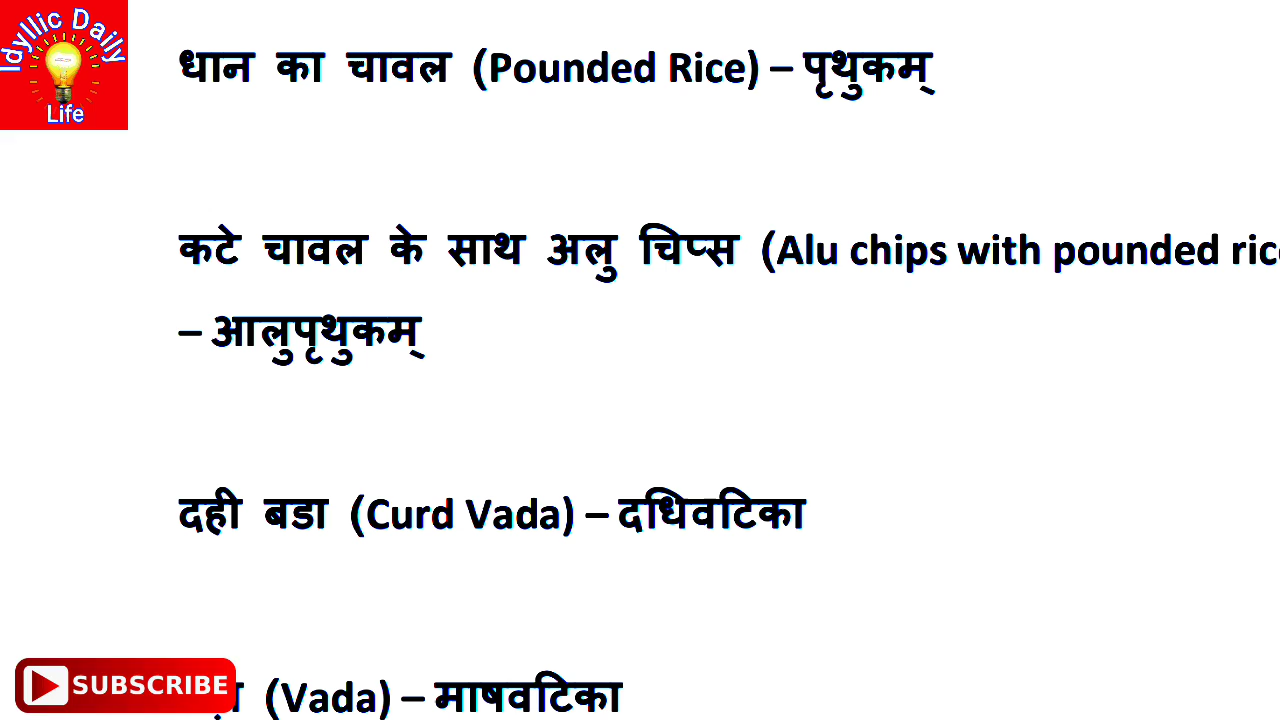 Idyllic Daily
Life
धान का चावल (Pounded Rice) – पृथुकम्
कटे चावल के साथ अलु चिप्स (Alu chips with pounded
– आलुपृथुकम्
दही बडा (Curd Vada) – दधिवटिका
(Vada) – माषवटिका
SUBSCRIBE